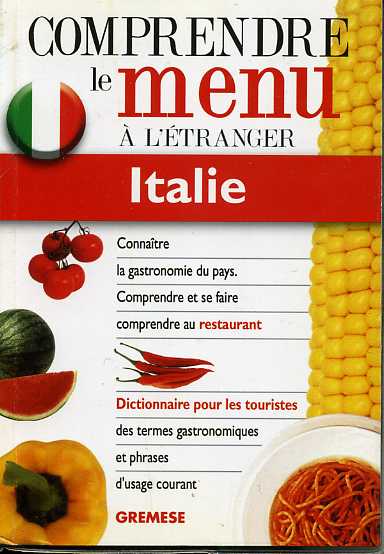 COMPRENDRE
le menu
À L'ÉTRANGER
Italie
Connaître
la gastronomie du pays.
Comprendre et se faire
comprendre au restaurant
Dictionnaire pour les touristes
des termes gastronomiques
et phrases
d'usage courant
GREMESE